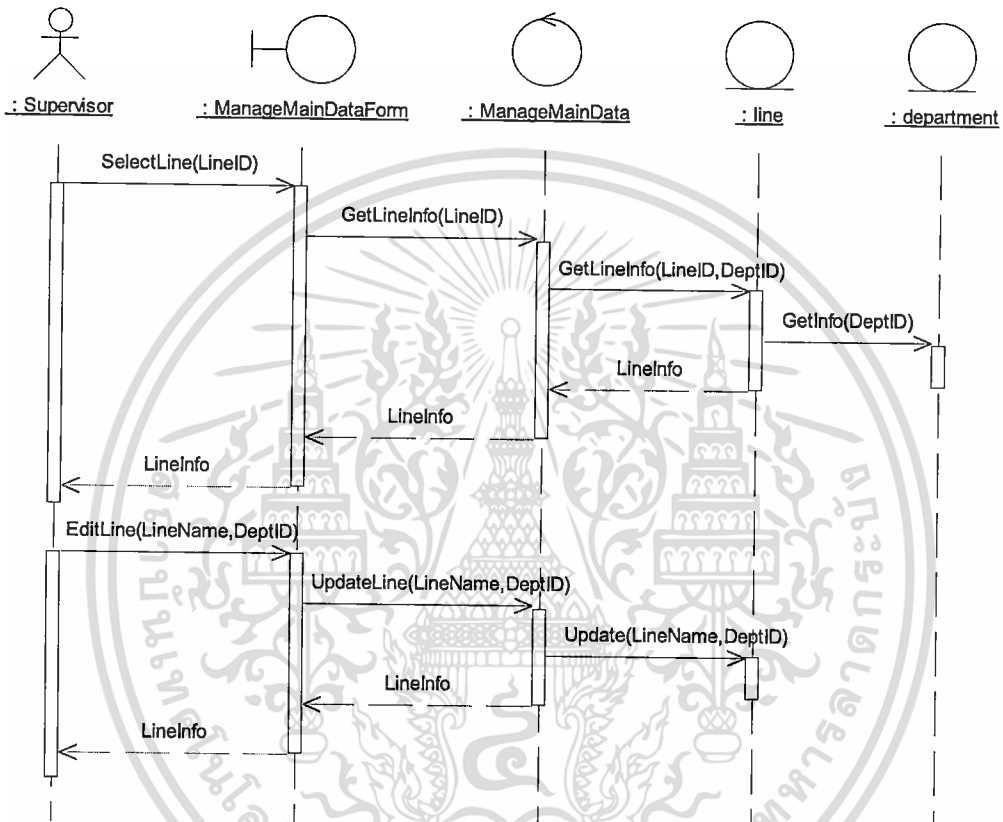 : Supervisor
: ManageMainDataForm
: ManageMainData
: line
: department
SelectLine(LineID)
GetLineInfo(LineID)
GetLineInfo(LineID,DeptID)
GetInfo(DeptID)
LineInfo
LineInfo
LineInfo
EditLine(LineName,DeptID)
UpdateLine(LineName,DeptID)
Update(LineName,DeptID)
LineInfo
LineInfo